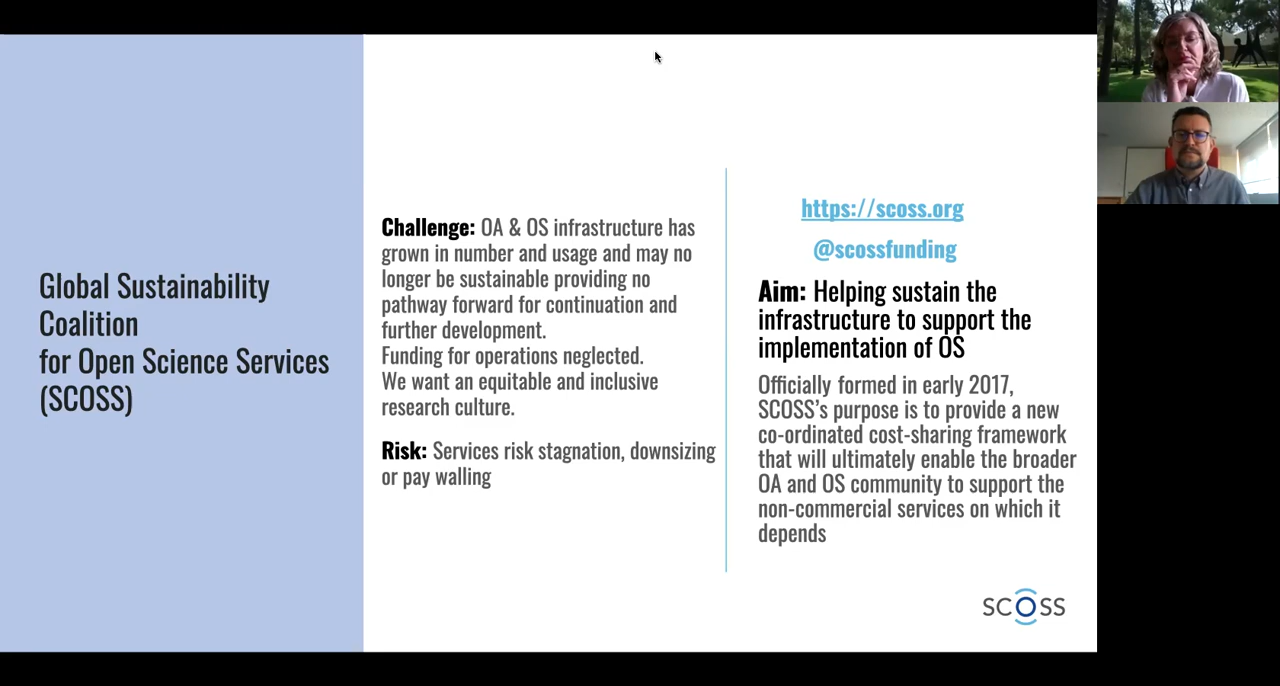 Global Sustainability
Coalition
for Open Science Services
(SCOSS)
Challenge: OA & OS infrastructure has
grown in number and usage and may no
longer be sustainable providing no
pathway forward for continuation and
further development.
Funding for operations neglected.
We want an equitable and inclusive
research culture.
Risk: Services risk stagnation, downsizing
or pay walling
https://scoss.org
@scossfunding
Aim: Helping sustain the
infrastructure to support the
implementation of OS
Officially formed in early 2017,
SCOSS’s purpose is to provide a new
co-ordinated cost-sharing framework
that will ultimately enable the broader
OA and OS community to support the
non-commercial services on which it
depends
SCOSS